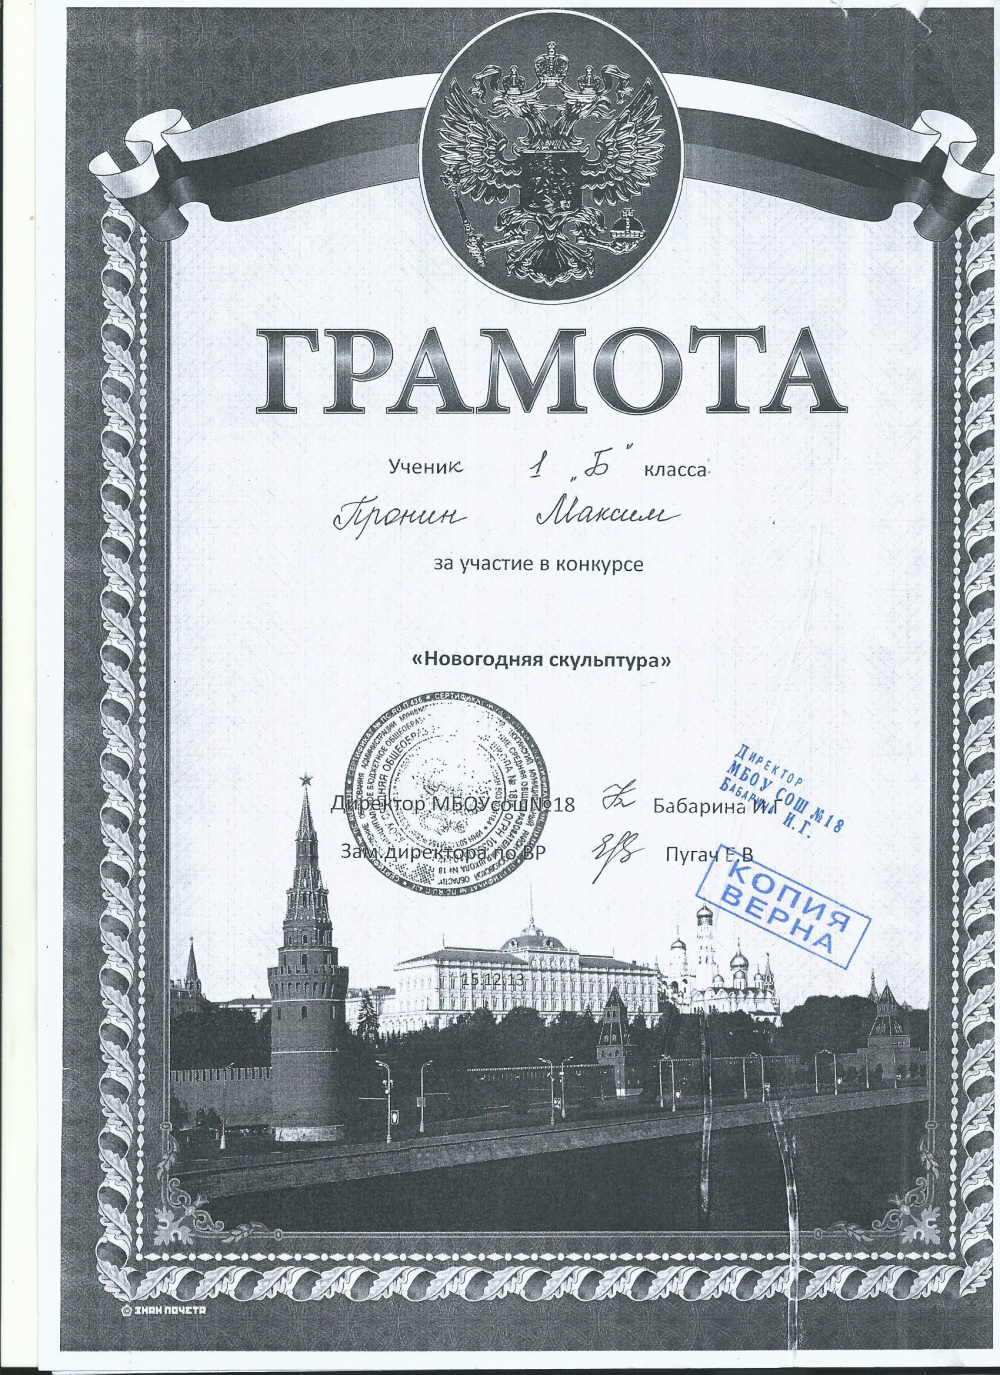 ГРАМОТА
Ученик 1 „Б" класса
Пронин Максим
за участие в конкурсе
«Новогодняя скульптура»
Директор МБОУсош№18 Бабарина И.Г
Зам.директора по ВР Пугач Е.В
ДИРЕКТОР
МБОУ СОШ №18
БАБАРИНА И.Г.
КОПИЯ
ВЕРНА
15.12.13
ЗНАК ПОЧЕТА